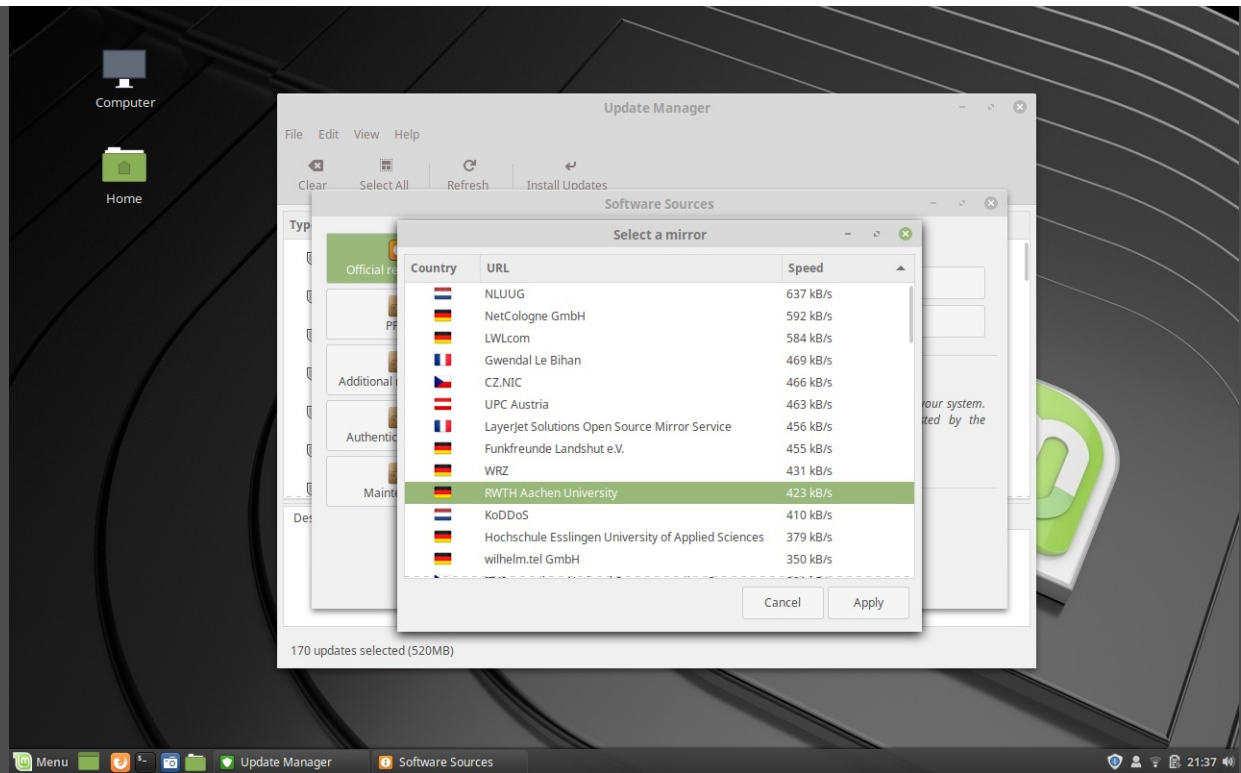 Computer
Home
Update Manager
File Edit View Help
Clear Select All Refresh Install Updates
Software Sources
Typ
Select a mirror
Official re
Country URL Speed
NLUUG 637 kB/s
NetCologne GmbH 592 kB/s
PP
LWLcom 584 kB/s
Gwendal Le Bihan 469 kB/s
Additional
CZ.NIC 466 kB/s
UPC Austria 463 kB/s
your system.
LayerJet Solutions Open Source Mirror Service 456 kB/s
sted by the
Authentic
Funkfreunde Landshut e.V. 455 kB/s
WRZ 431 kB/s
Mainte
RWTH Aachen University 423 kB/s
Des
KoDDoS 410 kB/s
Hochschule Esslingen University of Applied Sciences 379 kB/s
wilhelm.tel GmbH 350 kB/s
Cancel Apply
170 updates selected (520MB)
Menu Update Manager Software Sources 21:37